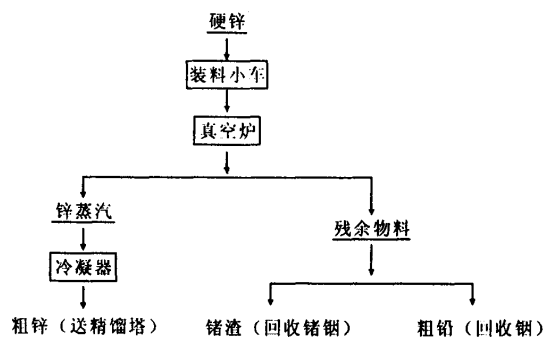 硬锌
装料小车
真空炉
锌蒸汽
残余物料
冷凝器
粗锌（送精馏塔）
锗渣（回收锗铟）
粗铅（回收铟）